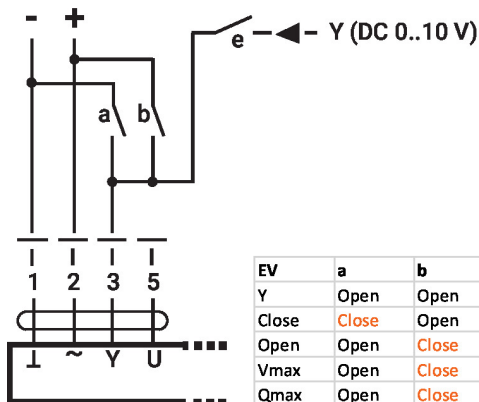 - +
e Y (DC 0..10 V)
a b
1 2 3 5
⊥ ~ Y U
EV a b
Y Open Open
Close Close Open
Open Open Close
Vmax Open Close
Qmax Open Close